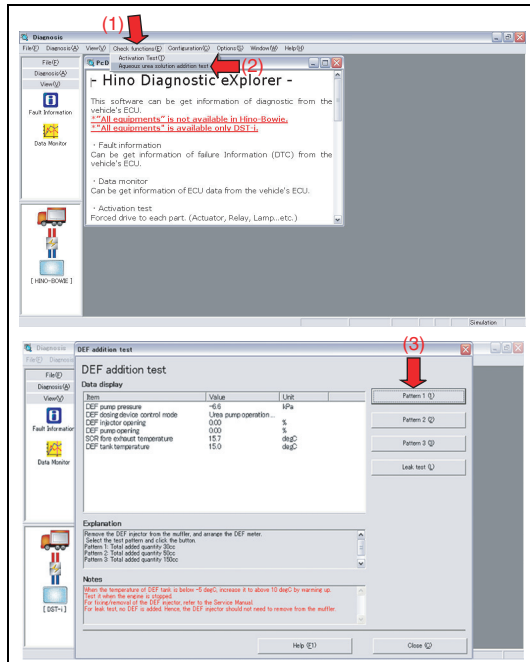 (1)
Diagnosis
File(F) Diagnosis(A) View(V) Check functions(E) Configuration(C) Options(O) Window(W) Help(H)
File(F)
Diagnosis(A)
View(V)
Fault Information
Data Monitor
[ HINO-BOWIE ]
Activation Test(T)
Aqueous urea solution addition test
(2)
- Hino Diagnostic eXplorer -
This software can get information of diagnostic from the
vehicle's ECU.
*"All equipments" is not available in Hino-Bowie.
*"All equipments" is available only DST-i.
・Fault information
Can be get information of failure Information (DTC) from the
vehicle's ECU.
・Data monitor
Can be get information of ECU data from the vehicle's ECU.
・Activation test
Forced drive to each part. (Actuator, Relay, Lamp...etc.)
Simulation
Diagnosis
File(F) Diagnosis
File(F)
Diagnosis(A)
View(V)
Fault Information
Data Monitor
[ DST-i ]
DEF addition test
(3)
DEF addition test
Data display
Item Value Unit
DEF pump pressure -6.6 kPa
DEF dosing device control mode Urea pump operation...
DEF injector opening 0.00 %
DEF pump opening 0.00 %
SCR fore exhaust temperature 15.7 degC
DEF tank temperature 15.0 degC
Pattern 1 (1)
Pattern 2 (2)
Pattern 3 (3)
Leak test (L)
Explanation
Remove the DEF injector from the muffler, and arrange the DEF meter.
Select the test pattern and click the button.
Pattern 1: Total added quantity 30cc
Pattern 2: Total added quantity 90cc
Pattern 3: Total added quantity 150cc
Notes
When the temperature of DEF tank is below -5 degC, increase it to above 10 degC by warming up.
Test it when the engine is stopped.
For fixing/removal of the DEF injector, refer to the Service Manual.
For leak test, no DEF is added. Hence, the DEF injector should not need to remove from the muffler.
Help (F1)
Close (C)